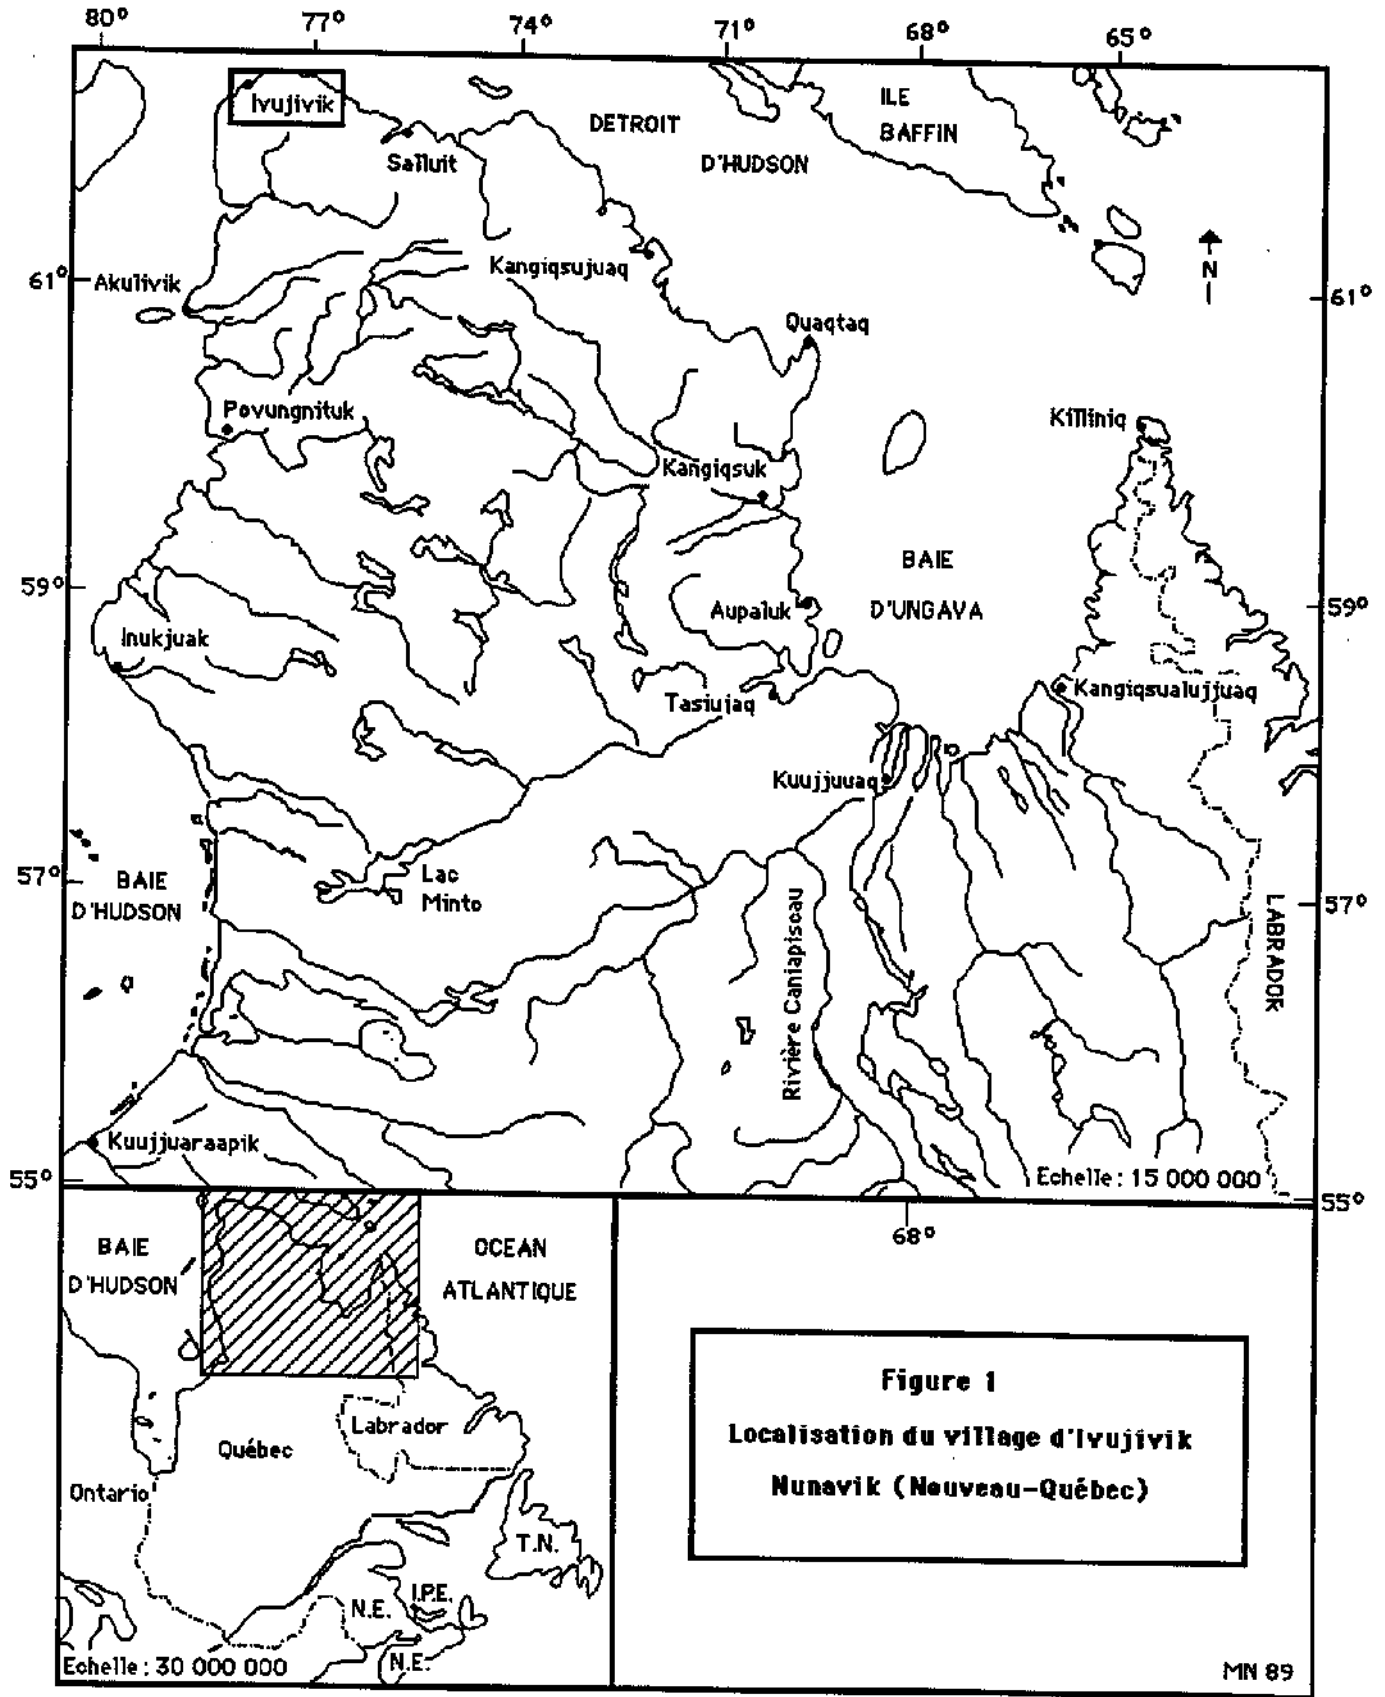 80° 77° 74° 71° 68° 65°
Ivujivik
ILE
BAFFIN
DETROIT
D'HUDSON
Salluit
N
61° Akulivik
Kangiqsujuaq
61°
Quaqtaq
Povungnituk
Killiniq
Kangiqsuk
59°
BAIE
D'UNGAVA
59°
Aupaluk
Inukjuak
Kangiqsualujjuaq
Tasiujaq
Kuujjuuaq
57°
BAIE
D'HUDSON
Lac
Minto
57°
LABRADOR
Rivière Caniapiscau
Kuujjuaraapik
55°
Echelle : 15 000 000
55°
68°
BAIE
D'HUDSON
OCEAN
ATLANTIQUE
Labrador
Québec
Ontario
T.N.
I.P.E.
N.E.
N.E.
Echelle : 30 000 000
Figure 1
Localisation du village d'Ivujivik
Nunavik (Nouveau-Québec)
MN 89